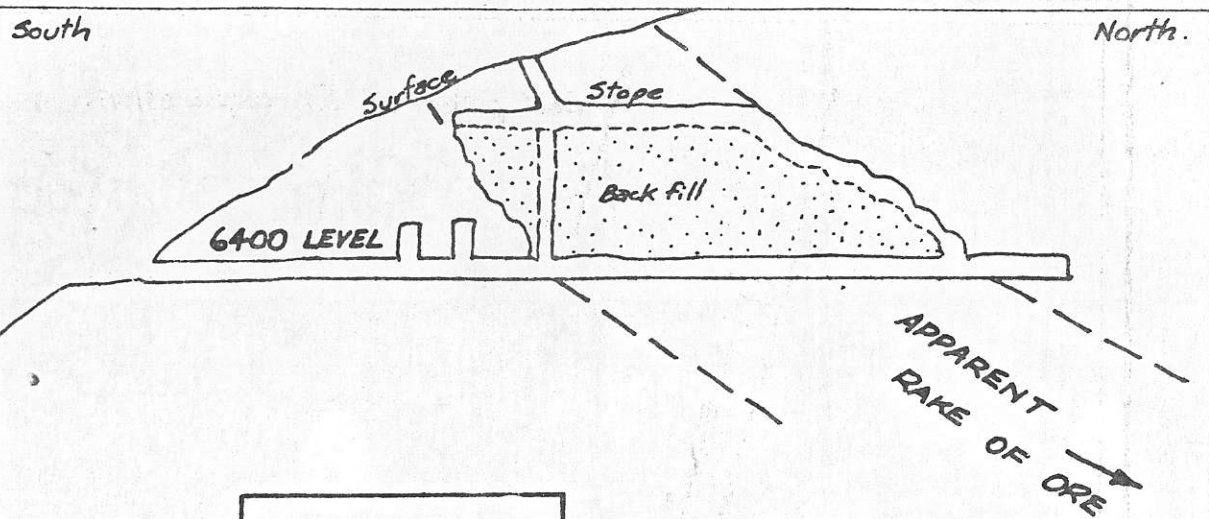 South
North.
Surface
Stope
Back fill
6400 LEVEL
APPARENT
RAKE OF ORE